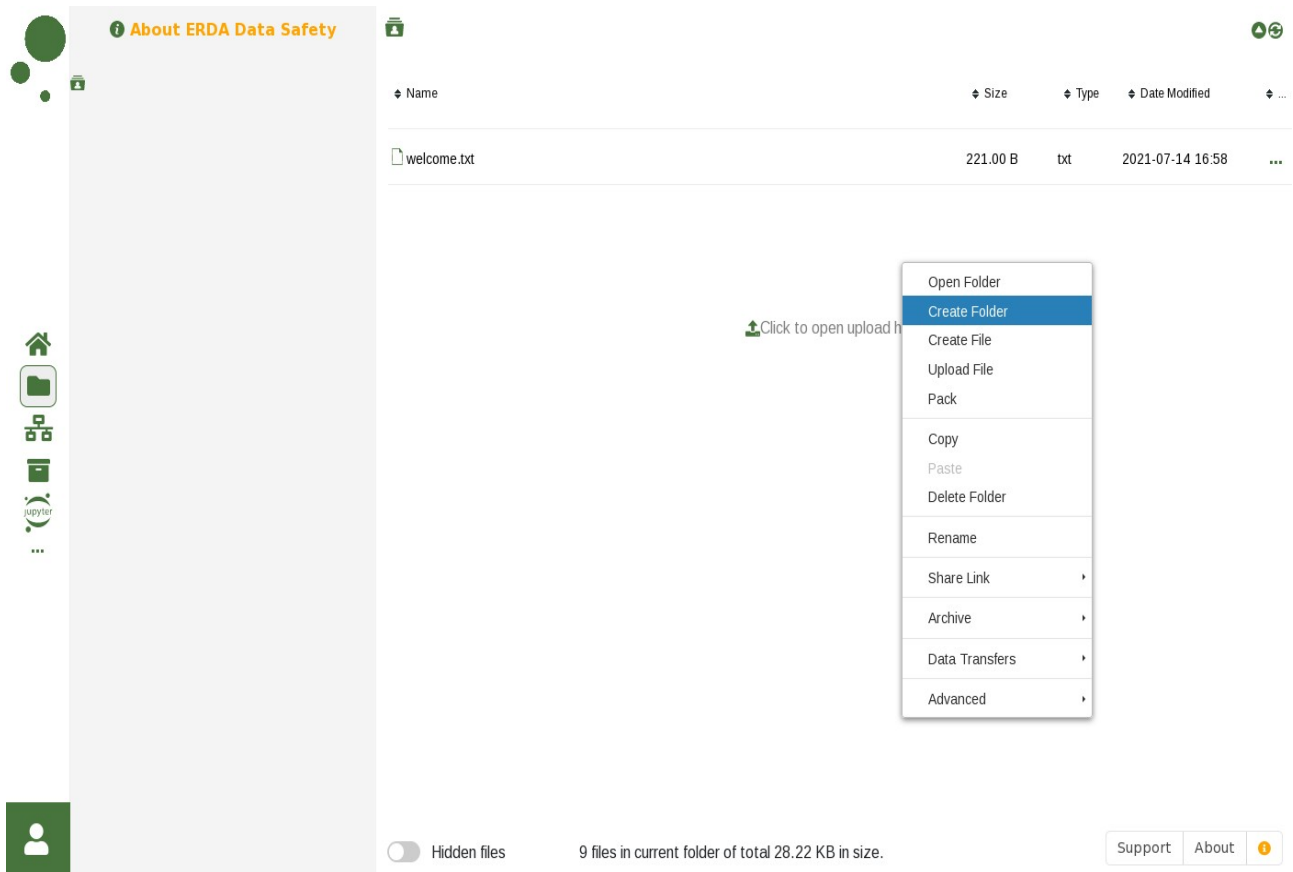 About ERDA Data Safety
Name Size Type Date Modified ...
welcome.txt 221.00 B txt 2021-07-14 16:58 ...
Click to open upload h
Open Folder
Create Folder
Create File
Upload File
Pack
Copy
Paste
Delete Folder
Rename
Share Link
Archive
Data Transfers
Advanced
jupyter
...
Hidden files 9 files in current folder of total 28.22 KB in size.
Support About